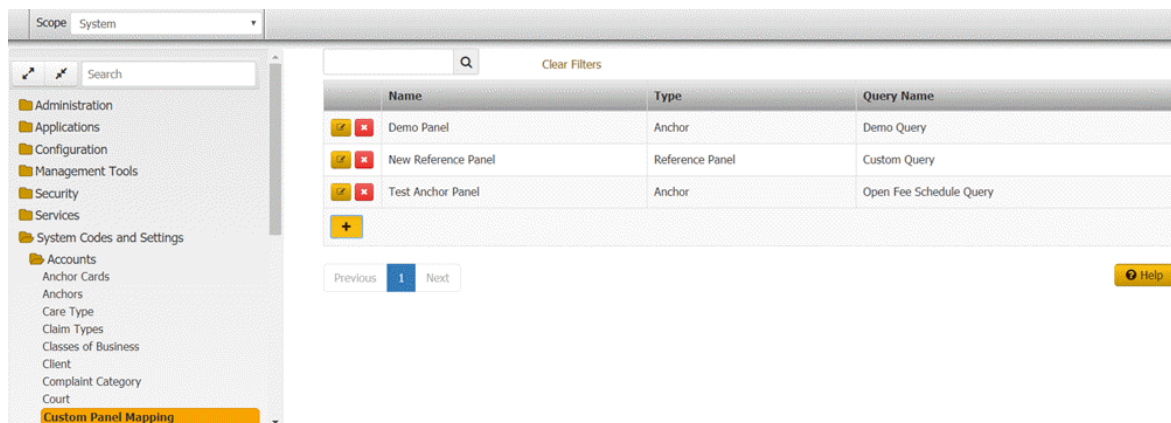 Scope System
Search
Administration
Applications
Configuration
Management Tools
Security
Services
System Codes and Settings
Accounts
Anchor Cards
Anchors
Care Type
Claim Types
Classes of Business
Client
Complaint Category
Court
Custom Panel Mapping
Clear Filters
Name Type Query Name
Demo Panel Anchor Demo Query
New Reference Panel Reference Panel Custom Query
Test Anchor Panel Anchor Open Fee Schedule Query
+
Previous 1 Next
Help